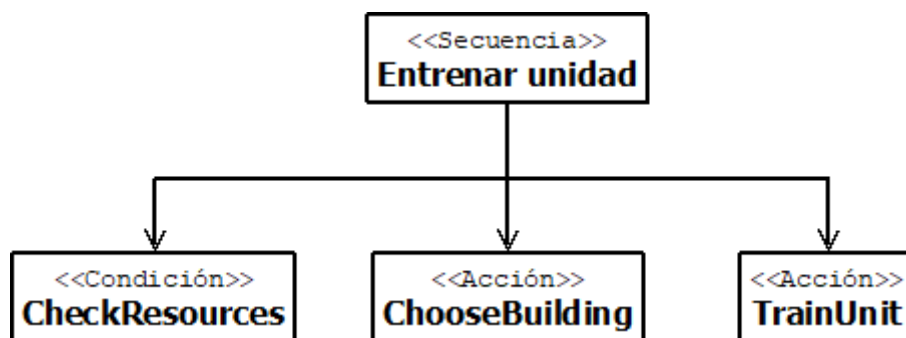 <<Secuencia>>
Entrenar unidad
<<Condición>>
CheckResources
<<Acción>>
ChooseBuilding
<<Acción>>
TrainUnit